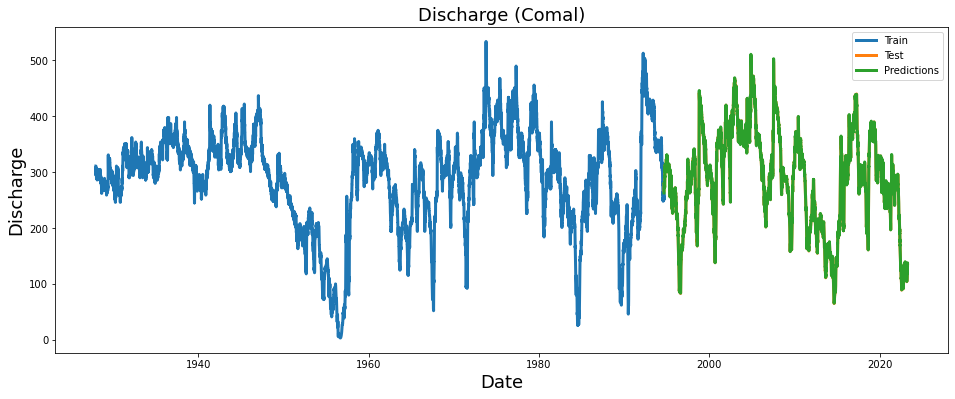 Discharge (Comal)
Train
Test
Predictions
Discharge
500
400
300
200
100
0
1940
1960
1980
2000
2020
Date